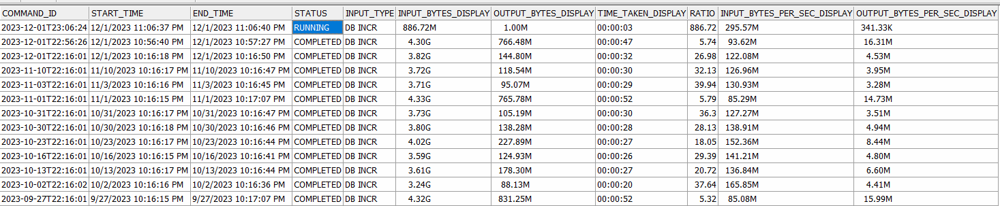 COMMAND_ID START_TIME END_TIME STATUS INPUT_TYPE INPUT_BYTES_DISPLAY OUTPUT_BYTES_DISPLAY TIME_TAKEN_DISPLAY RATIO INPUT_BYTES_PER_SEC_DISPLAY OUTPUT_BYTES_PER_SEC_DISPLAY
2023-12-01T23:06:24 12/1/2023 11:06:37 PM 12/1/2023 11:06:40 PM RUNNING DB INCR 886.72M 1.00M 00:00:03 886.72 295.57M 341.33K
2023-12-01T22:56:26 12/1/2023 10:56:40 PM 12/1/2023 10:57:27 PM COMPLETED DB INCR 4.30G 766.48M 00:00:47 5.74 93.62M 16.31M
2023-12-01T22:16:01 12/1/2023 10:16:18 PM 12/1/2023 10:16:50 PM COMPLETED DB INCR 3.82G 144.80M 00:00:32 26.98 122.08M 4.53M
2023-11-10T22:16:01 11/10/2023 10:16:17 PM 11/10/2023 10:16:47 PM COMPLETED DB INCR 3.72G 118.54M 00:00:30 32.13 126.96M 3.95M
2023-11-03T22:16:01 11/3/2023 10:16:16 PM 11/3/2023 10:16:45 PM COMPLETED DB INCR 3.71G 95.07M 00:00:29 39.94 130.93M 3.28M
2023-11-01T22:16:01 11/1/2023 10:16:15 PM 11/1/2023 10:17:07 PM COMPLETED DB INCR 4.33G 765.78M 00:00:52 5.79 85.29M 14.73M
2023-10-31T22:16:01 10/31/2023 10:16:17 PM 10/31/2023 10:16:47 PM COMPLETED DB INCR 3.73G 105.19M 00:00:30 36.3 127.27M 3.51M
2023-10-30T22:16:01 10/30/2023 10:16:18 PM 10/30/2023 10:16:46 PM COMPLETED DB INCR 3.80G 138.28M 00:00:28 28.13 138.91M 4.94M
2023-10-23T22:16:01 10/23/2023 10:16:17 PM 10/23/2023 10:16:44 PM COMPLETED DB INCR 4.02G 227.89M 00:00:27 18.05 152.36M 8.44M
2023-10-16T22:16:01 10/16/2023 10:16:15 PM 10/16/2023 10:16:41 PM COMPLETED DB INCR 3.59G 124.93M 00:00:26 29.39 141.21M 4.80M
2023-10-13T22:16:01 10/13/2023 10:16:17 PM 10/13/2023 10:16:44 PM COMPLETED DB INCR 3.61G 178.30M 00:00:27 20.72 136.84M 6.60M
2023-10-02T22:16:02 10/2/2023 10:16:16 PM 10/2/2023 10:16:36 PM COMPLETED DB INCR 3.24G 88.13M 00:00:20 37.64 165.85M 4.41M
2023-09-27T22:16:01 9/27/2023 10:16:15 PM 9/27/2023 10:17:07 PM COMPLETED DB INCR 4.32G 831.25M 00:00:52 5.32 85.08M 15.99M